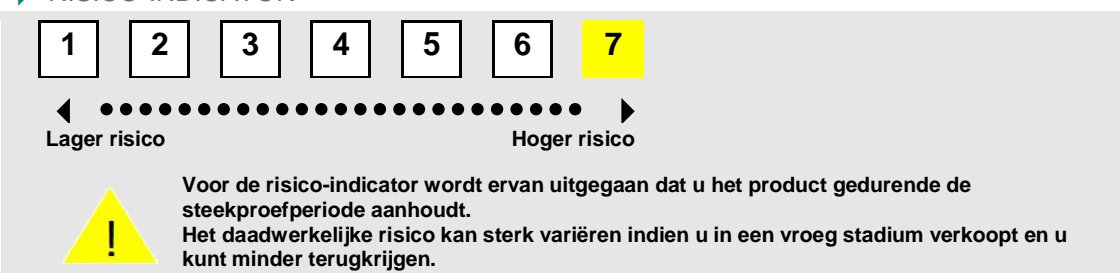 RISICO-INDICATOR
1 2 3 4 5 6 7
Lager risico Hoger risico
Voor de risico-indicator wordt ervan uitgegaan dat u het product gedurende de
steekproefperiode aanhoudt.
!
Het daadwerkelijke risico kan sterk variëren indien u in een vroeg stadium verkoopt en u
kunt minder terugkrijgen.